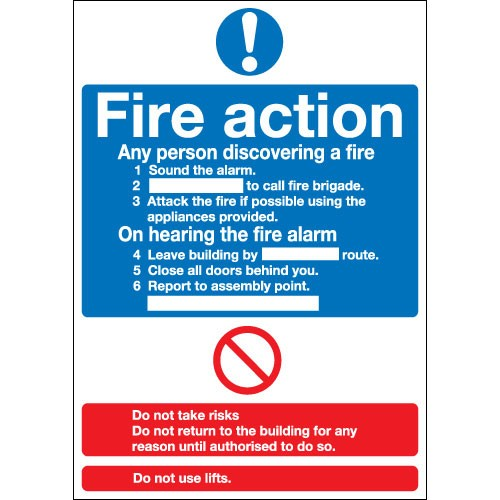 Fire action
Any person discovering a fire
1 Sound the alarm.
2 to call fire brigade.
3 Attack the fire if possible using the
appliances provided.
On hearing the fire alarm
4 Leave building by route.
5 Close all doors behind you.
6 Report to assembly point.
Do not take risks
Do not return to the building for any
reason until authorised to do so.
Do not use lifts.